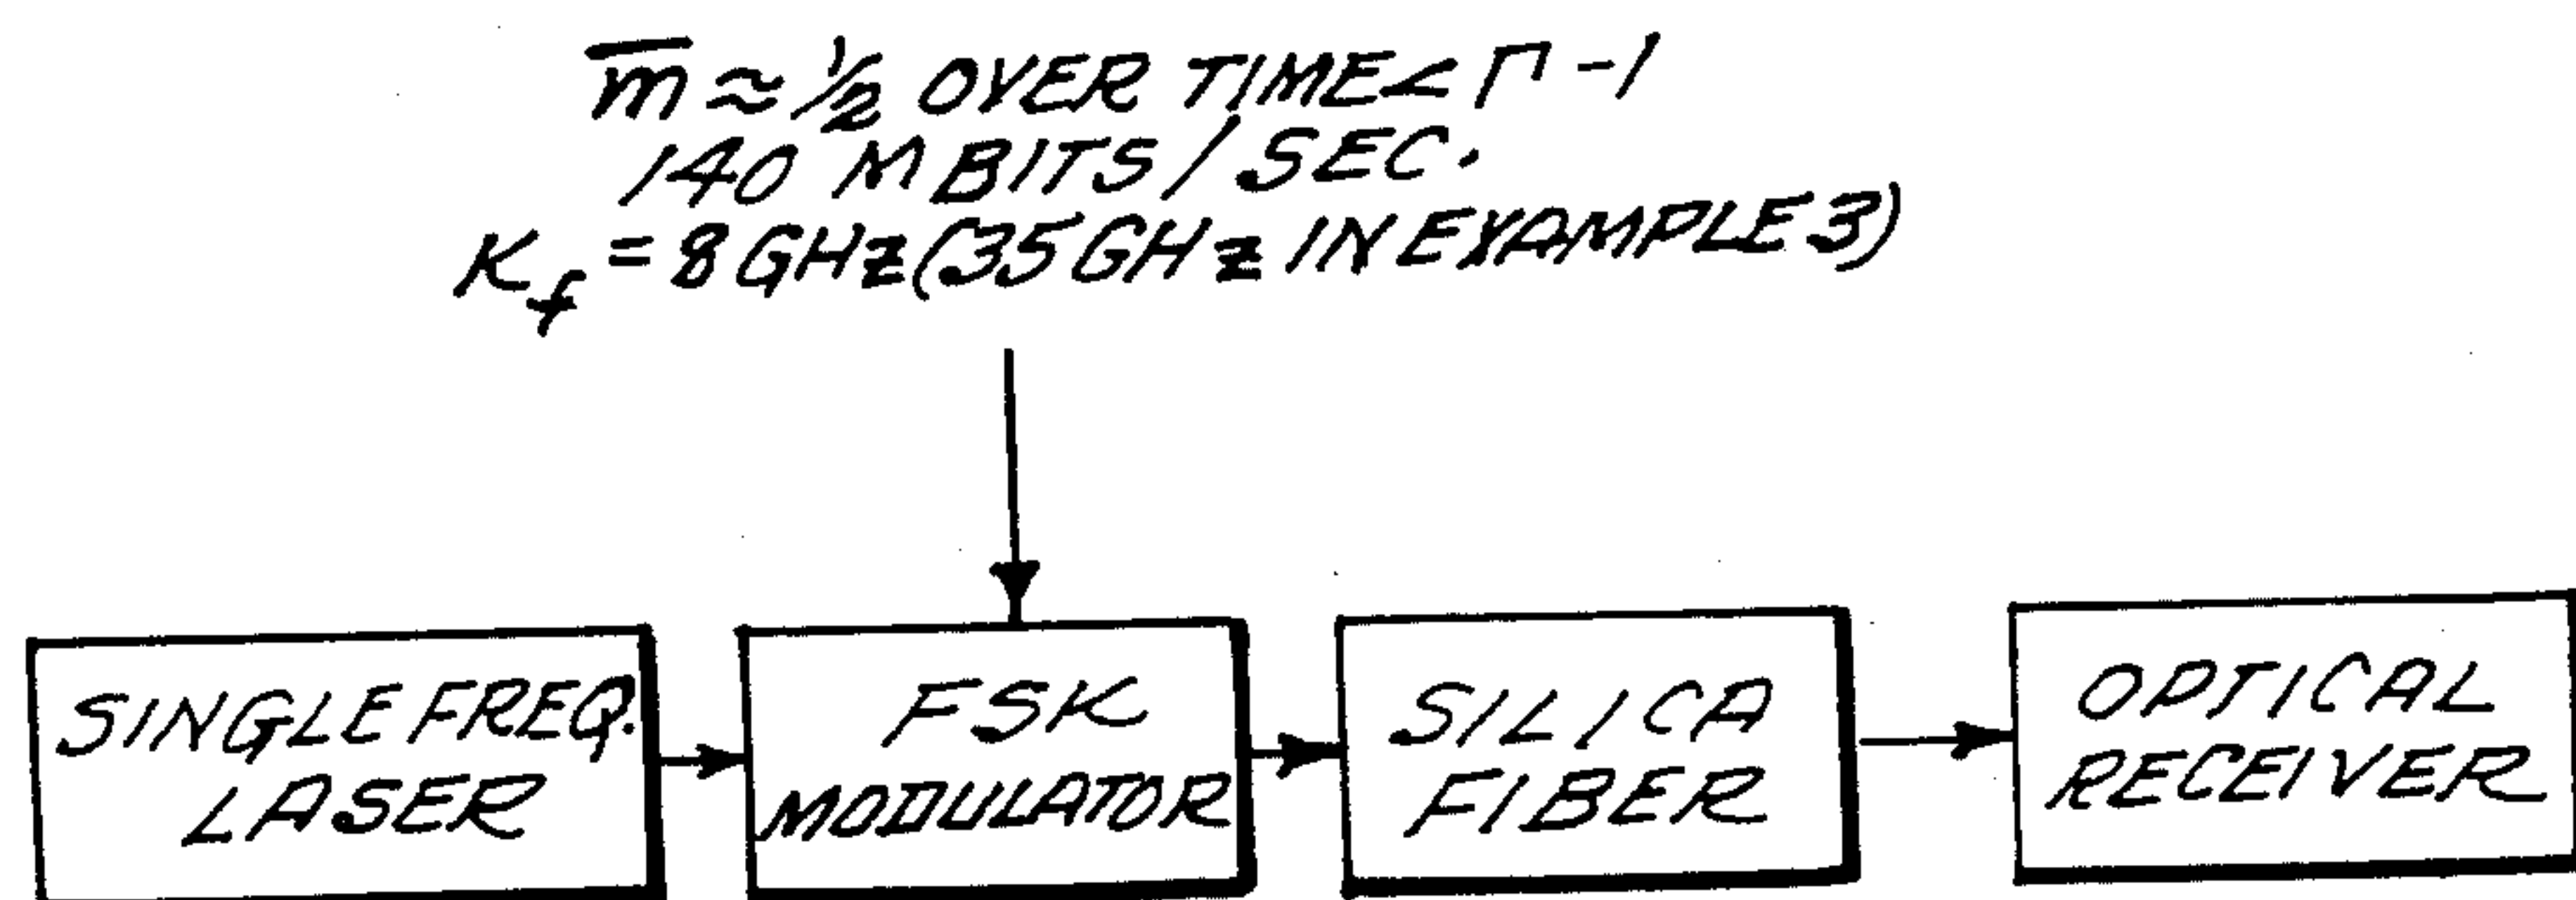 m̅ ≈ 1/2 OVER TIME < Γ-1
140 M BITS/SEC.
K_f = 8 GHz (35 GHz IN EXAMPLE 3)
SINGLE FREQ.
LASER
FSK
MODULATOR
SILICA
FIBER
OPTICAL
RECEIVER